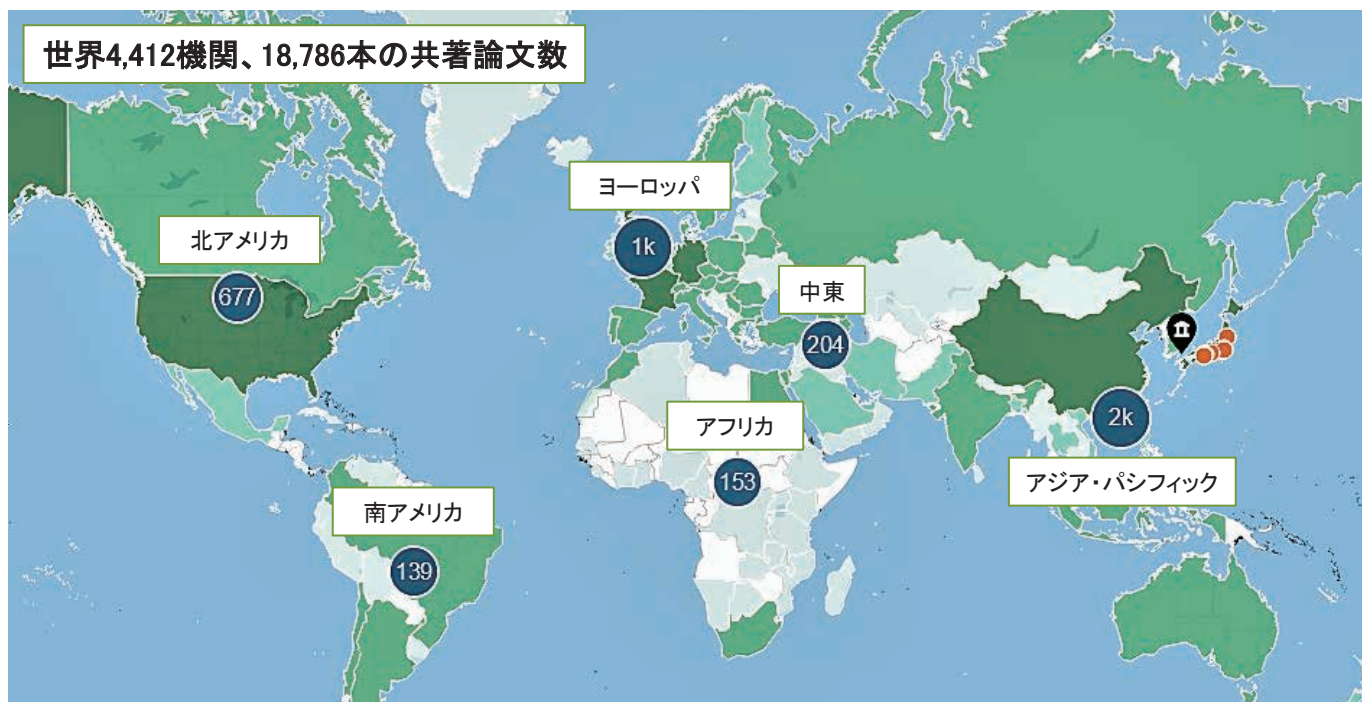 世界4,412機関、18,786本の共著論文数
ヨーロッパ
1k
北アメリカ
677
中東
204
アフリカ
153
2k
アジア・パシフィック
南アメリカ
139